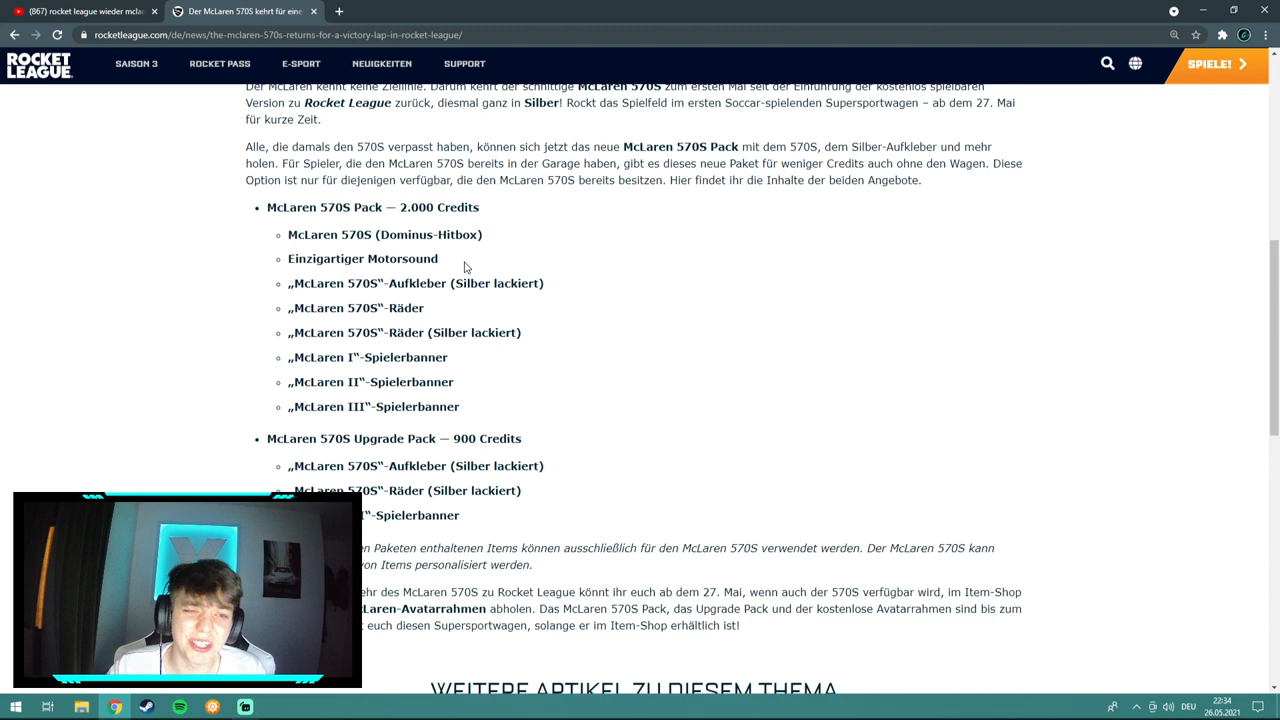 (867) rocket league wieder mclar
Der McLaren 570S kehrt für eine
rocketleague.com/de/news/the-mclaren-570s-returns-for-a-victory-lap-in-rocket-league/
ROCKET LEAGUE
SAISON 3
ROCKET PASS
E-SPORT
NEUIGKEITEN
SUPPORT
SPIELE!
Der McLaren kennt keine Ziellinie. Darum kehrt der schnittige McLaren 570S zum ersten Mal seit der Einführung der kostenlos spielbaren
Version zu Rocket League zurück, diesmal ganz in Silber! Rockt das Spielfeld im ersten Soccar-spielenden Supersportwagen – ab dem 27. Mai
für kurze Zeit.
Alle, die damals den 570S verpasst haben, können sich jetzt das neue McLaren 570S Pack mit dem 570S, dem Silber-Aufkleber und mehr
holen. Für Spieler, die den McLaren 570S bereits in der Garage haben, gibt es dieses neue Paket für weniger Credits auch ohne den Wagen. Diese
Option ist nur für diejenigen verfügbar, die den McLaren 570S bereits besitzen. Hier findet ihr die Inhalte der beiden Angebote.
• McLaren 570S Pack — 2.000 Credits
◦ McLaren 570S (Dominus-Hitbox)
◦ Einzigartiger Motorsound
◦ „McLaren 570S“-Aufkleber (Silber lackiert)
◦ „McLaren 570S“-Räder
◦ „McLaren 570S“-Räder (Silber lackiert)
◦ „McLaren I“-Spielerbanner
◦ „McLaren II“-Spielerbanner
◦ „McLaren III“-Spielerbanner
• McLaren 570S Upgrade Pack — 900 Credits
◦ „McLaren 570S“-Aufkleber (Silber lackiert)
◦ „McLaren 570S“-Räder (Silber lackiert)
I“-Spielerbanner
en Paketen enthaltenen Items können ausschließlich für den McLaren 570S verwendet werden. Der McLaren 570S kann
von Items personalisiert werden.
ehr des McLaren 570S zu Rocket League könnt ihr euch ab dem 27. Mai, wenn auch der 570S verfügbar wird, im Item-Shop
cLaren-Avatarrahmen abholen. Das McLaren 570S Pack, das Upgrade Pack und der kostenlose Avatarrahmen sind bis zum
t euch diesen Supersportwagen, solange er im Item-Shop erhältlich ist!
WEITERE ARTIKEL ZU DIESEM THEMA
DEU
22:34
26.05.2021